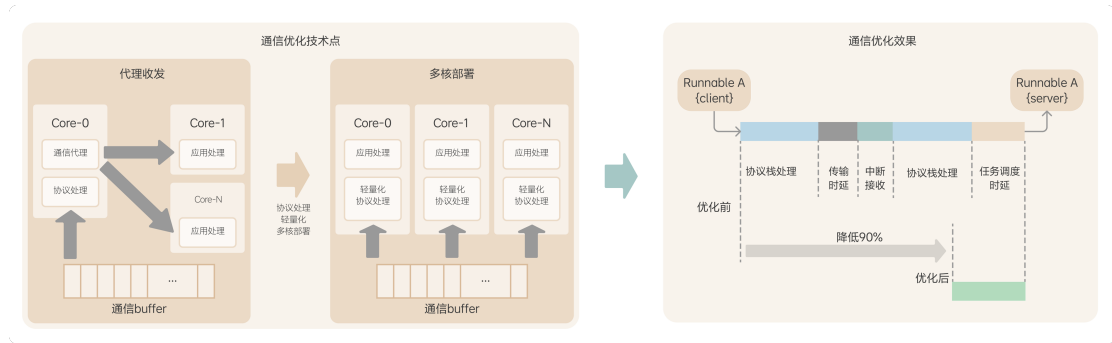 通信优化技术点
代理收发
Core-0
通信代理
协议处理
Core-1
应用处理
Core-N
应用处理
...
通信buffer
协议处理
轻量化
多核部署
多核部署
Core-0
应用处理
轻量化
协议处理
Core-1
应用处理
轻量化
协议处理
Core-N
应用处理
轻量化
协议处理
...
通信buffer
通信优化效果
Runnable A
{client}
Runnable A
{server}
协议栈处理
传输
时延
中断
接收
协议栈处理
任务调度
时延
优化前
降低90%
优化后